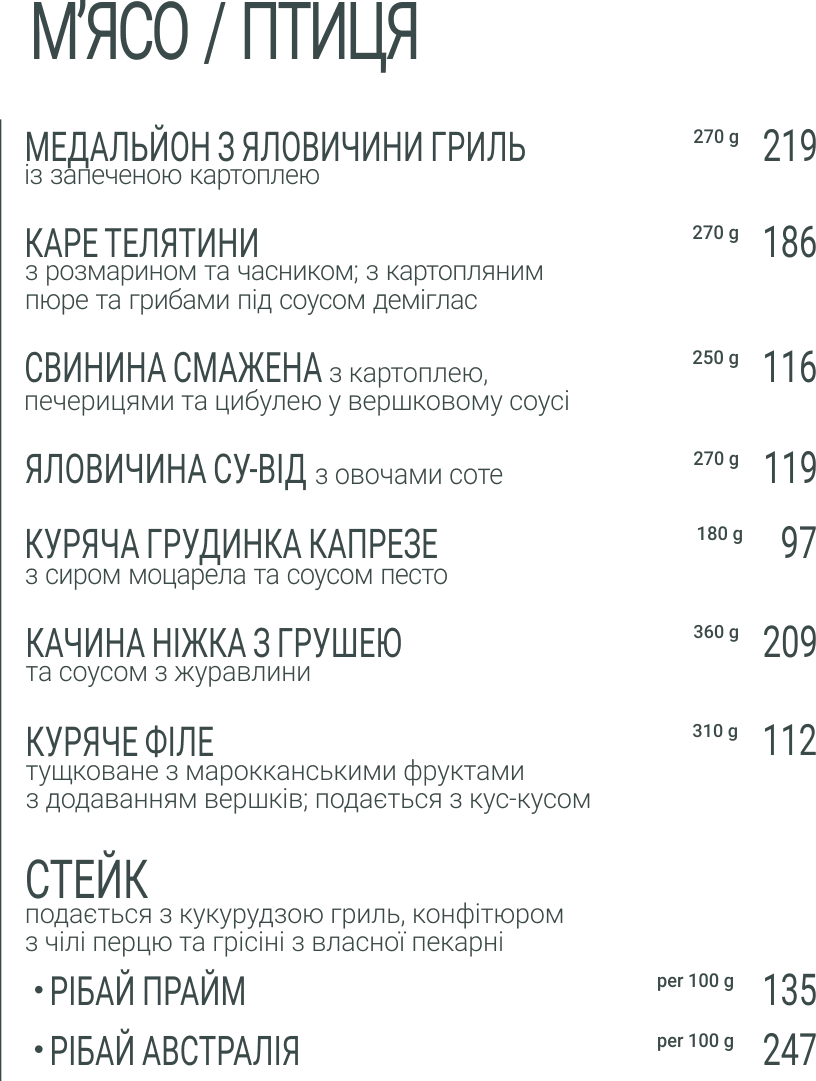 М’ЯСО / ПТИЦЯ
МЕДАЛЬЙОН З ЯЛОВИЧИНИ ГРИЛЬ 270 g 219
із запеченою картоплею
КАРЕ ТЕЛЯТИНИ 270 g 186
з розмарином та часником; з картопляним
пюре та грибами під соусом деміглас
СВИНИНА СМАЖЕНА з картоплею, 250 g 116
печерицями та цибулею у вершковому соусі
ЯЛОВИЧИНА СУ-ВІД з овочами соте 270 g 119
КУРЯЧА ГРУДИНКА КАПРЕЗЕ 180 g 97
з сиром моцарела та соусом песто
КАЧИНА НІЖКА З ГРУШЕЮ 360 g 209
та соусом з журавлини
КУРЯЧЕ ФІЛЕ 310 g 112
тущковане з марокканськими фруктами
з додаванням вершків; подається з кус-кусом
СТЕЙК
подається з кукурудзою гриль, конфітюром
з чілі перцю та грісіні з власної пекарні
• РІБАЙ ПРАЙМ per 100 g 135
• РІБАЙ АВСТРАЛІЯ per 100 g 247